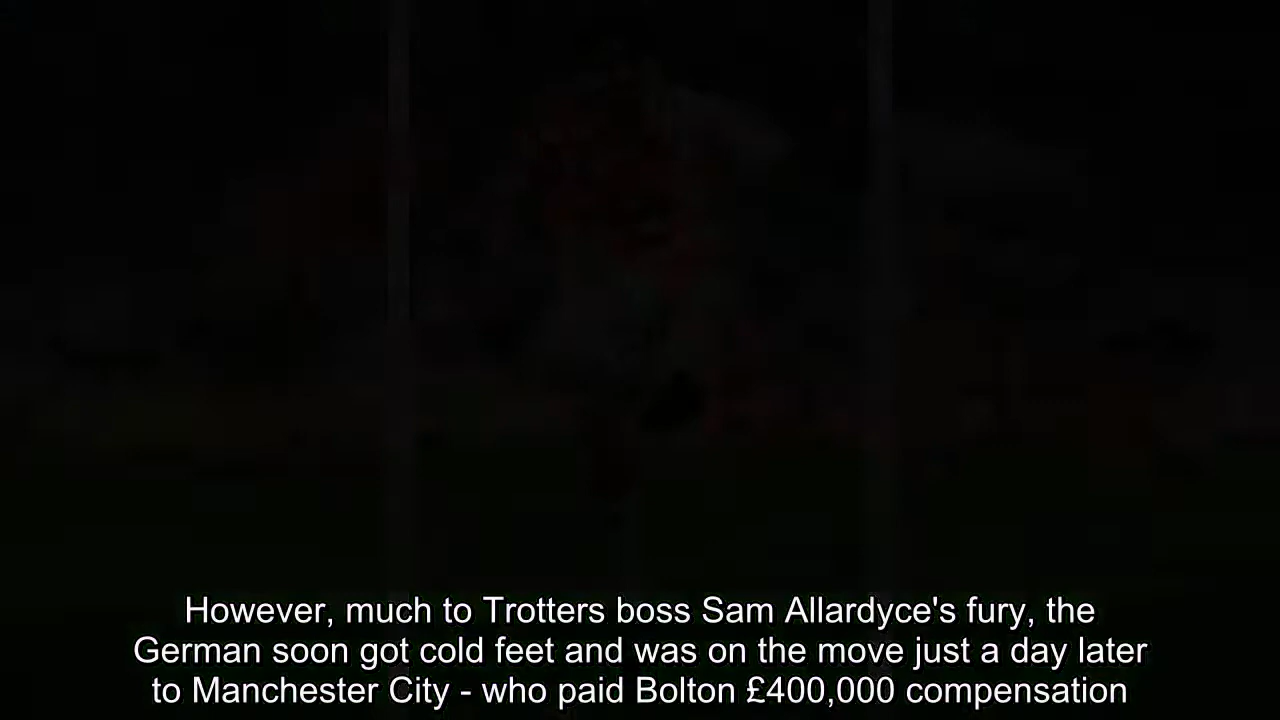 However, much to Trotters boss Sam Allardyce's fury, the
German soon got cold feet and was on the move just a day later
to Manchester City - who paid Bolton £400,000 compensation